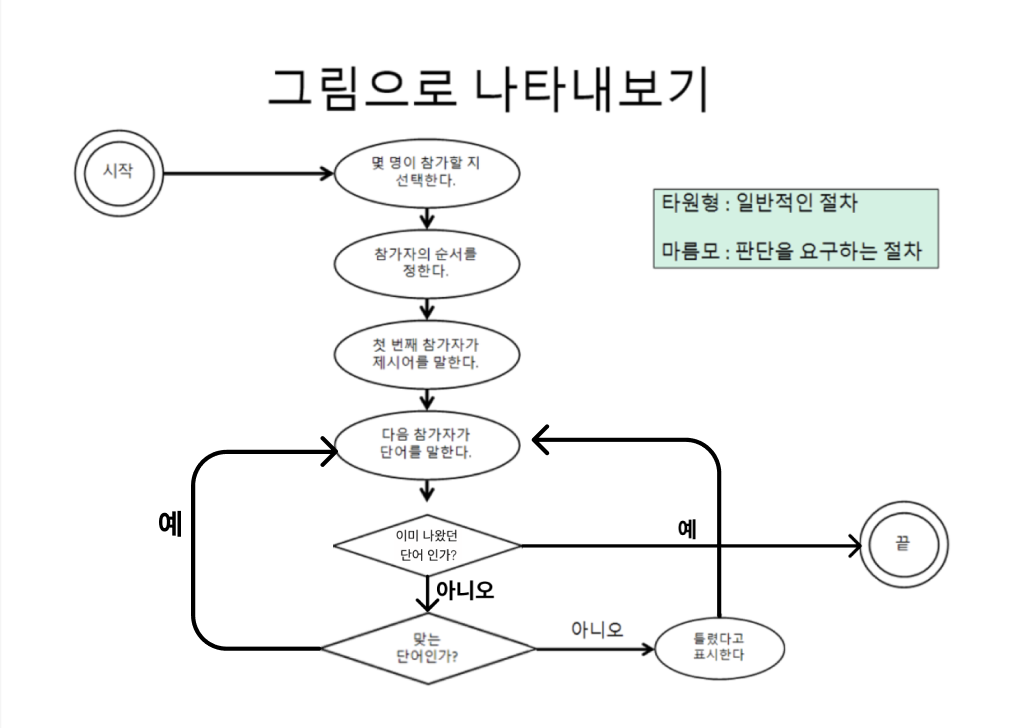 그림으로 나타내보기
시작
몇 명이 참가할 지
선택한다.
타원형 : 일반적인 절차
마름모 : 판단을 요구하는 절차
참가자의 순서를
정한다.
첫 번째 참가자가
제시어를 말한다.
다음 참가자가
단어를 말한다.
예
이미 나왔던
단어 인가?
예
끝
아니오
맞는
단어인가?
아니오
틀렸다고
표시한다